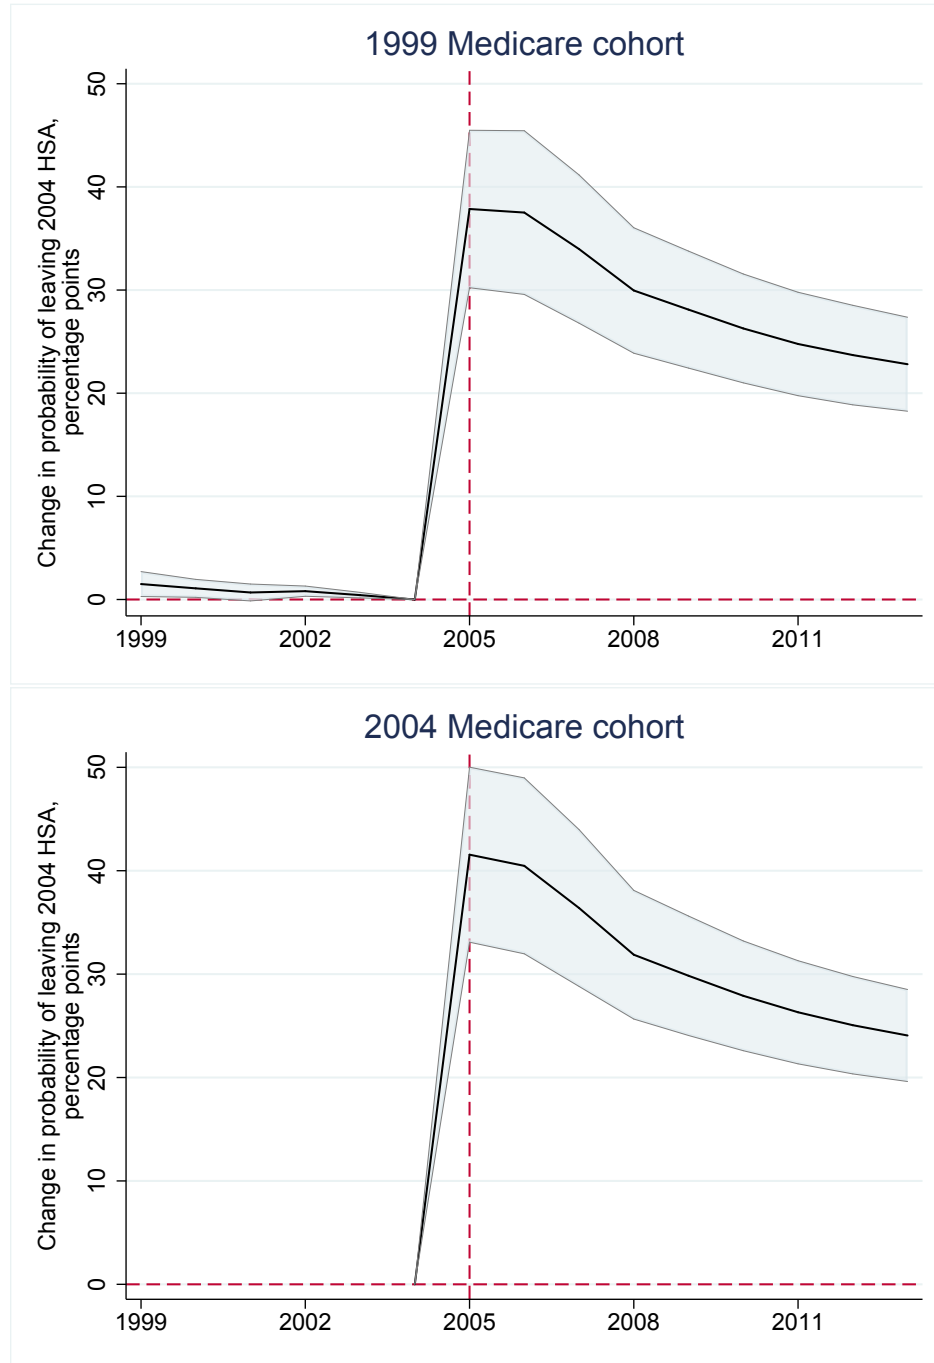 1999 Medicare cohort
Change in probability of leaving 2004 HSA,
percentage points
50
40
30
20
10
0
1999 2002 2005 2008 2011
2004 Medicare cohort
Change in probability of leaving 2004 HSA,
percentage points
50
40
30
20
10
0
1999 2002 2005 2008 2011